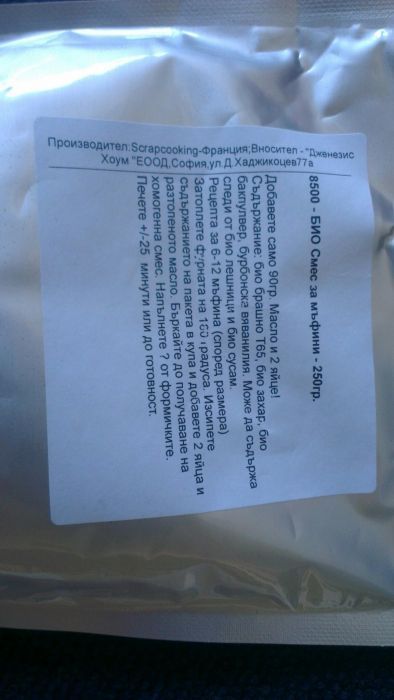 Производител:Scrapcooking-Франция;Вносител - "Дженезис
Хоум "ЕООД,София,ул.Д.Хаджикоцев77а
8500 - БИО Смес за мъфини - 250гр.
Добавете само 90гр. Масло и 2 яйце!
Съдържание: био брашно Т65, био захар, био
бакпулвер, бурбонска вяванилия. Може да съдържа
следи от био лешници и био сусам.
Рецепта за 6-12 мъфина (според размера)
Затоплете фурната на градуса. Изсипете
съдържанието на пакета в купа и добавете 2 яйца и
разтопеното масло. Бъркайте до получаване на
хомогенна смес. Напълнете ? от формичките.
Печете +/-25 минути или до готовност.